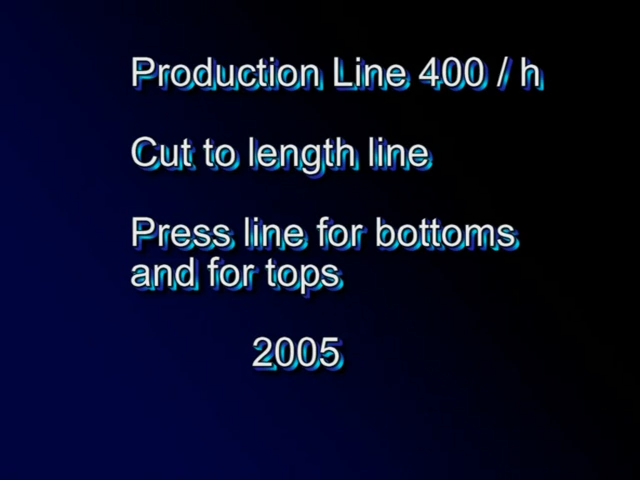 Production Line 400 / h
Cut to length line
Press line for bottoms
and for tops
2005